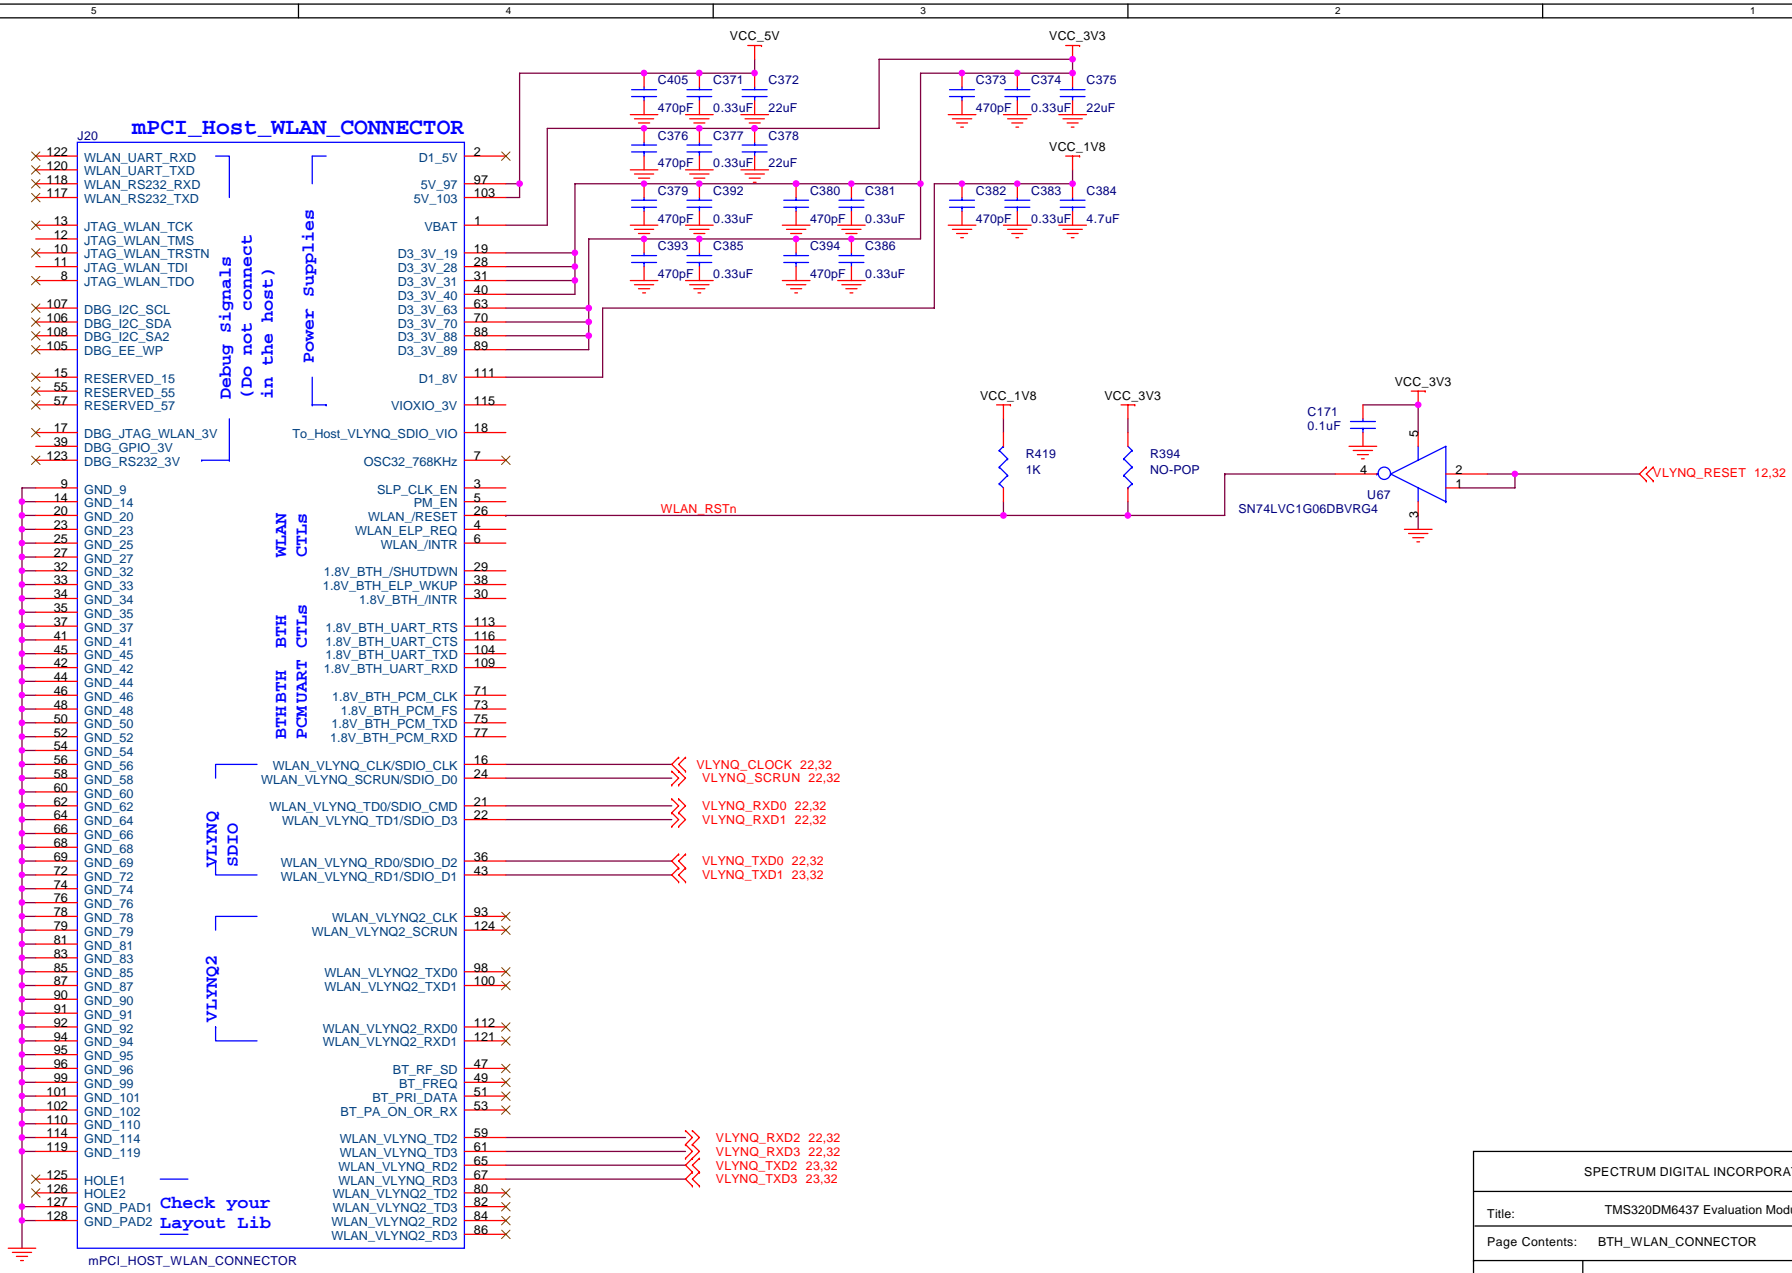 5 4 3 2 1
VCC_5V VCC_3V3
C405 C371 C372 C373 C374 C375
470pF 0.33uF 22uF 470pF 0.33uF 22uF
C376 C377 C378
470pF 0.33uF 22uF
VCC_1V8
C379 C392 C380 C381 C382 C383 C384
470pF 0.33uF 470pF 0.33uF 470pF 0.33uF 4.7uF
C393 C385 C394 C386
470pF 0.33uF 470pF 0.33uF
J20
mPCI_Host_WLAN_CONNECTOR
122 WLAN_UART_RXD
120 WLAN_UART_TXD
118 WLAN_RS232_RXD
117 WLAN_RS232_TXD
13 JTAG_WLAN_TCK
12 JTAG_WLAN_TMS
10 JTAG_WLAN_TRSTN
11 JTAG_WLAN_TDI
8 JTAG_WLAN_TDO
107 DBG_I2C_SCL
106 DBG_I2C_SDA
108 DBG_I2C_SA2
105 DBG_EE_WP
15 RESERVED_15
55 RESERVED_55
57 RESERVED_57
17 DBG_JTAG_WLAN_3V
39 DBG_GPIO_3V
123 DBG_RS232_3V
9 GND_9
14 GND_14
20 GND_20
23 GND_23
25 GND_25
27 GND_27
32 GND_32
33 GND_33
34 GND_34
35 GND_35
37 GND_37
41 GND_41
45 GND_45
42 GND_42
44 GND_44
46 GND_46
48 GND_48
50 GND_50
52 GND_52
54 GND_54
56 GND_56
58 GND_58
60 GND_60
62 GND_62
64 GND_64
66 GND_66
68 GND_68
69 GND_69
72 GND_72
74 GND_74
76 GND_76
78 GND_78
79 GND_79
81 GND_81
83 GND_83
85 GND_85
87 GND_87
90 GND_90
91 GND_91
92 GND_92
94 GND_94
95 GND_95
96 GND_96
99 GND_99
101 GND_101
102 GND_102
110 GND_110
114 GND_114
119 GND_119
125 HOLE1
126 HOLE2
127 GND_PAD1
128 GND_PAD2
Debug Signals
(Do not connect
in the host)
Power Supplies
WLAN
CTLs
BTH
CTLs
BTH
UART
BTH
PCM
VLYNQ
SDIO
VLYNQ2
Check your
Layout Lib
D1_5V 2
5V_97 97
5V_103 103
VBAT 1
D3_3V_19 19
D3_3V_28 28
D3_3V_31 31
D3_3V_40 40
D3_3V_63 63
D3_3V_70 70
D3_3V_88 88
D3_3V_89 89
D1_8V 111
VIOXIO_3V 115
To_Host_VLYNQ_SDIO_VIO 18
OSC32_768KHz 7
SLP_CLK_EN 3
PM_EN 5
WLAN_/RESET 26
WLAN_ELP_REQ 4
WLAN_/INTR 6
1.8V_BTH_/SHUTDWN 29
1.8V_BTH_ELP_WKUP 38
1.8V_BTH_/INTR 30
1.8V_BTH_UART_RTS 113
1.8V_BTH_UART_CTS 116
1.8V_BTH_UART_TXD 104
1.8V_BTH_UART_RXD 109
1.8V_BTH_PCM_CLK 71
1.8V_BTH_PCM_FS 73
1.8V_BTH_PCM_TXD 75
1.8V_BTH_PCM_RXD 77
WLAN_VLYNQ_CLK/SDIO_CLK 16 VLYNQ_CLOCK 22,32
WLAN_VLYNQ_SCRUN/SDIO_D0 24 VLYNQ_SCRUN 22,32
WLAN_VLYNQ_TD0/SDIO_CMD 21 VLYNQ_RXD0 22,32
WLAN_VLYNQ_TD1/SDIO_D3 22 VLYNQ_RXD1 22,32
WLAN_VLYNQ_RD0/SDIO_D2 36 VLYNQ_TXD0 22,32
WLAN_VLYNQ_RD1/SDIO_D1 43 VLYNQ_TXD1 23,32
WLAN_VLYNQ2_CLK 93
WLAN_VLYNQ2_SCRUN 124
WLAN_VLYNQ2_TXD0 98
WLAN_VLYNQ2_TXD1 100
WLAN_VLYNQ2_RXD0 112
WLAN_VLYNQ2_RXD1 121
BT_RF_SD 47
BT_FREQ 49
BT_PRI_DATA 51
BT_PA_ON_OR_RX 53
WLAN_VLYNQ_TD2 59 VLYNQ_RXD2 22,32
WLAN_VLYNQ_TD3 61 VLYNQ_RXD3 22,32
WLAN_VLYNQ_RD2 65 VLYNQ_TXD2 23,32
WLAN_VLYNQ_RD3 67 VLYNQ_TXD3 23,32
WLAN_VLYNQ2_TD2 80
WLAN_VLYNQ2_TD3 82
WLAN_VLYNQ2_RD2 84
WLAN_VLYNQ2_RD3 86
mPCI_HOST_WLAN_CONNECTOR
WLAN_RSTn
VCC_1V8 VCC_3V3
R419
1K
R394
NO-POP
VCC_3V3
C171
0.1uF
5
4 2
1
3
U67
SN74LVC1G06DBVRG4
VLYNQ_RESET 12,32
SPECTRUM DIGITAL INCORPORA
Title: TMS320DM6437 Evaluation Modu
Page Contents: BTH_WLAN_CONNECTOR